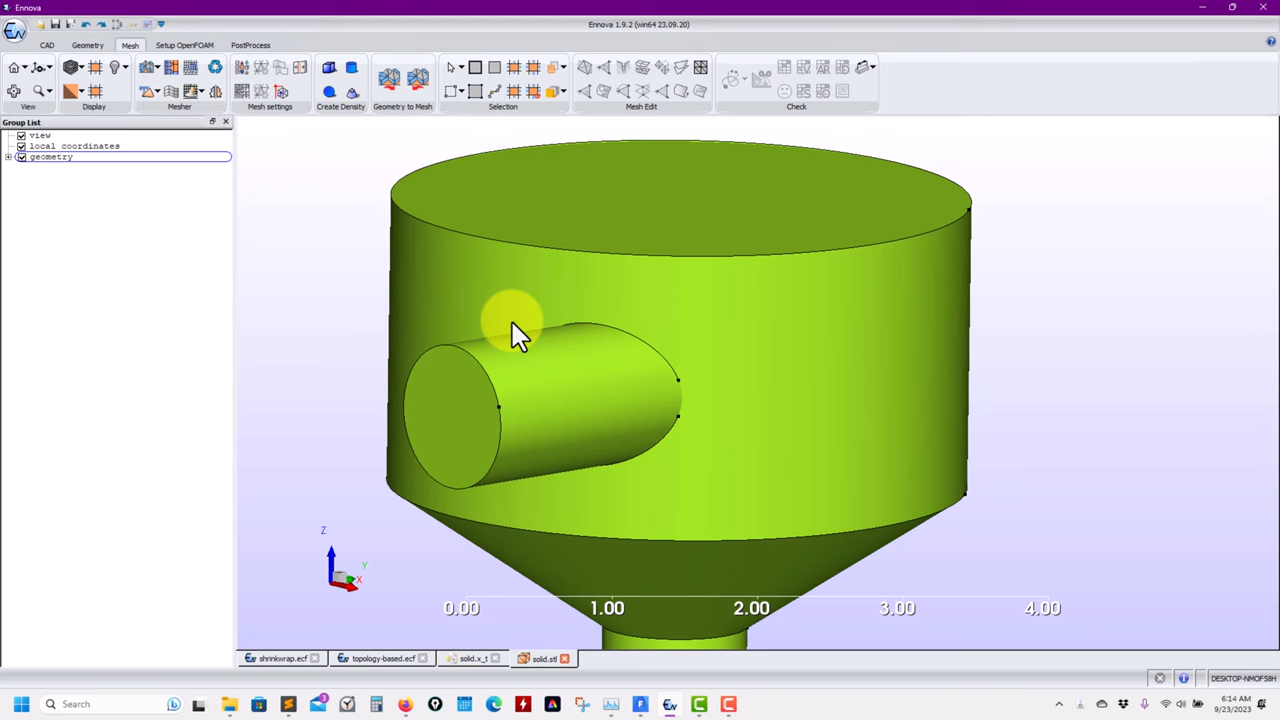 Ennova
Ennova 1.9.2 (win64 23.09.20)
CAD
Geometry
Mesh
Setup OpenFOAM
PostProcess
View
Display
Mesher
Mesh settings
Create Density
Geometry to Mesh
Selection
Mesh Edit
Check
Group List
view
local coordinates
geometry
Z
Y
X
0.00 1.00 2.00 3.00 4.00
shrinkwrap.ecf
topology-based.ecf
solid.x_t
solid.stl
DESKTOP-NMOF58H
Search
3
6:14 AM
9/23/2023